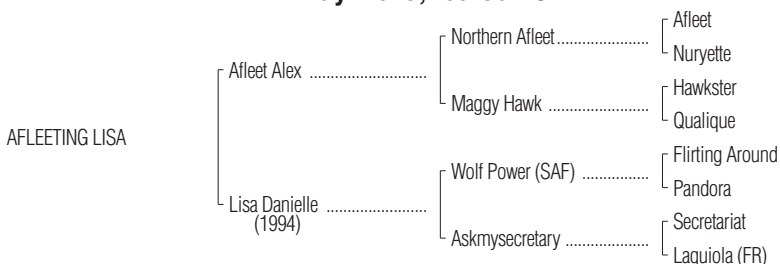 Afleet
Northern Afleet
Nuryette
Afleet Alex
Hawkster
Maggy Hawk
Qualique
AFLEETING LISA
Flirting Around
Wolf Power (SAF)
Pandora
Lisa Danielle
(1994)
Secretariat
Askmysecretary
Laquiola (FR)